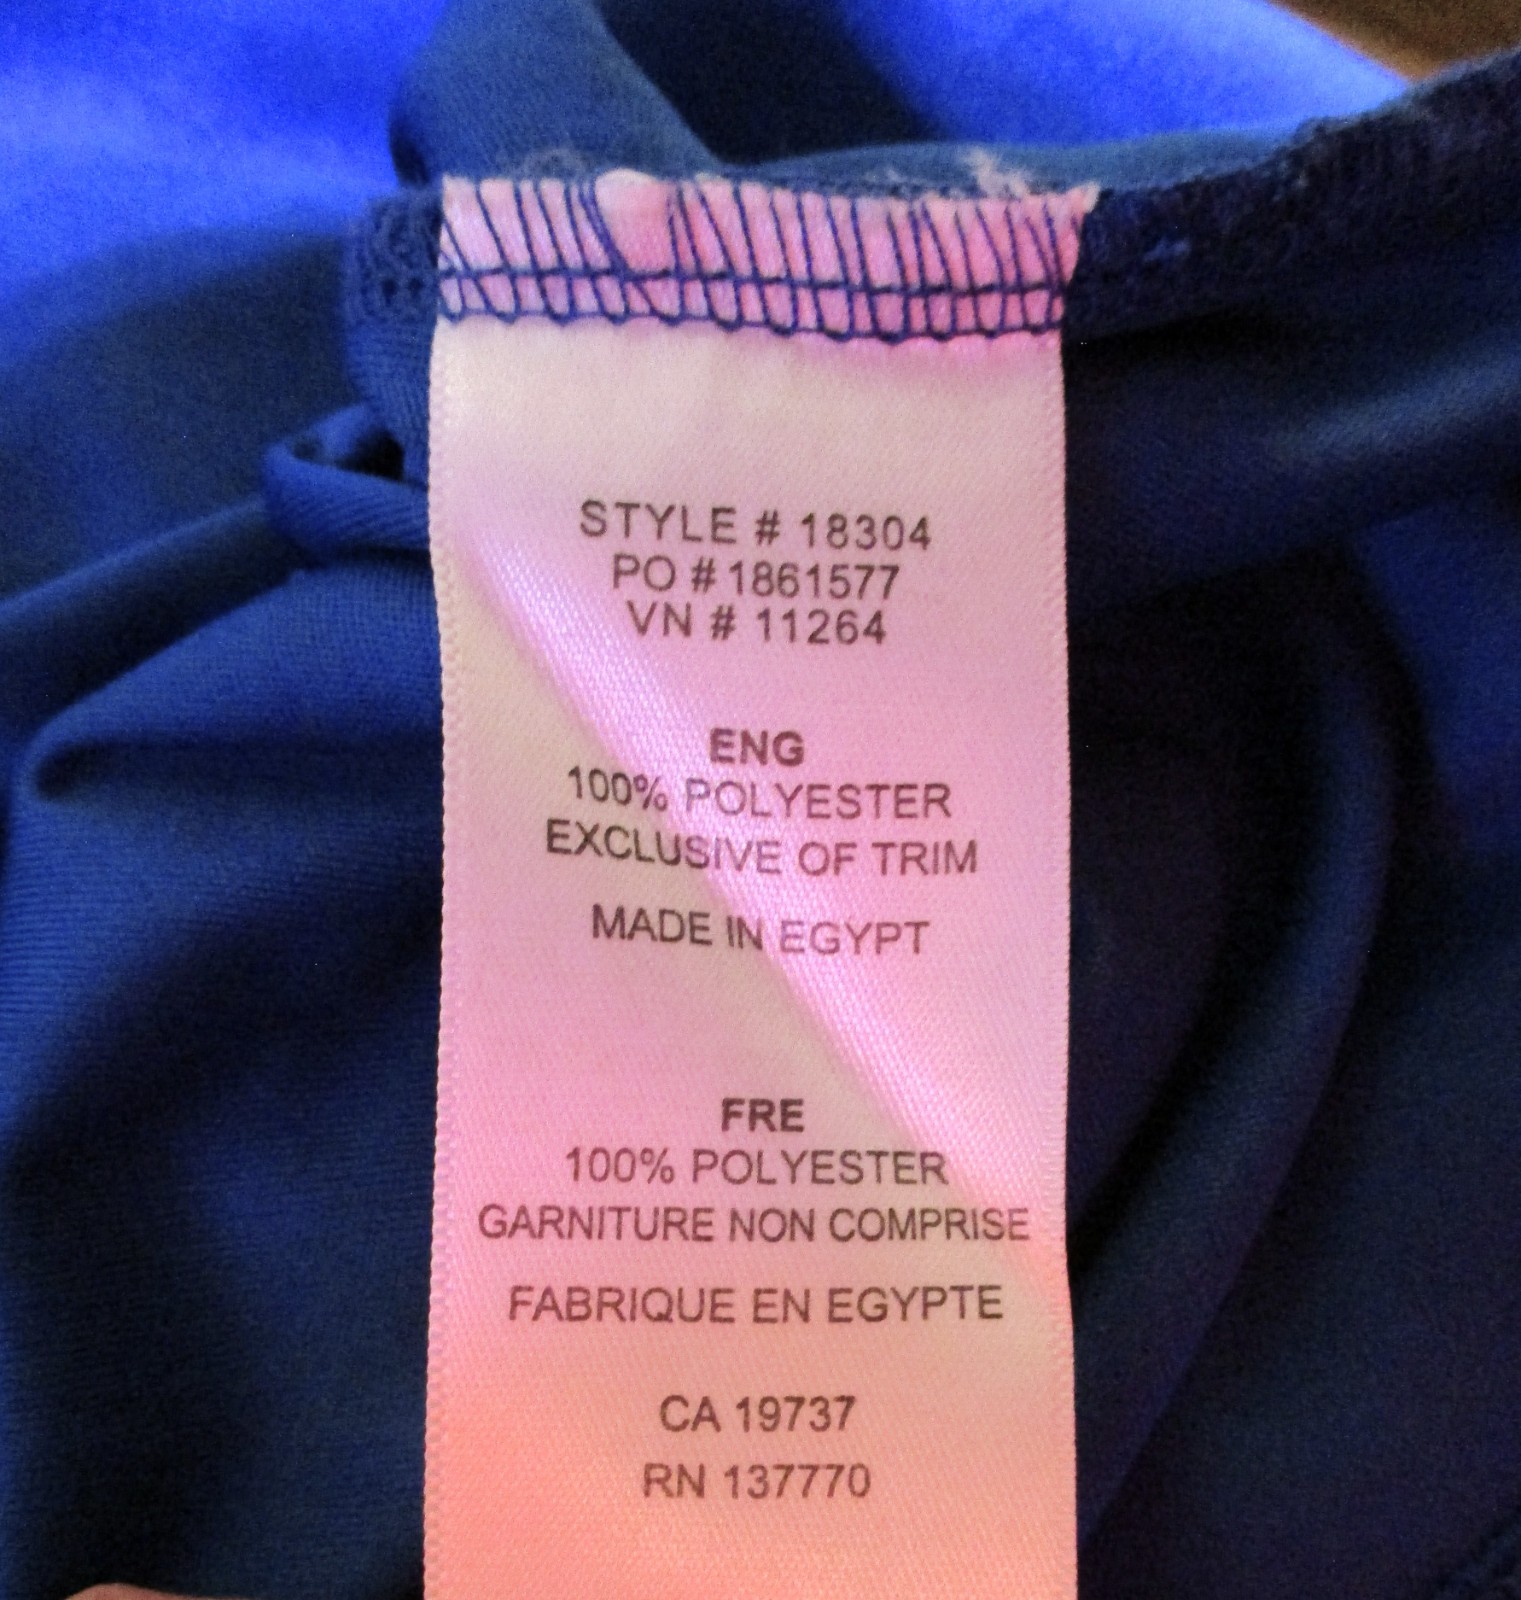 STYLE # 18304
PO # 1861577
VN # 11264
ENG
100% POLYESTER
EXCLUSIVE OF TRIM
MADE IN EGYPT
FRE
100% POLYESTER
GARNITURE NON COMPRISE
FABRIQUE EN EGYPTE
CA 19737
RN 137770